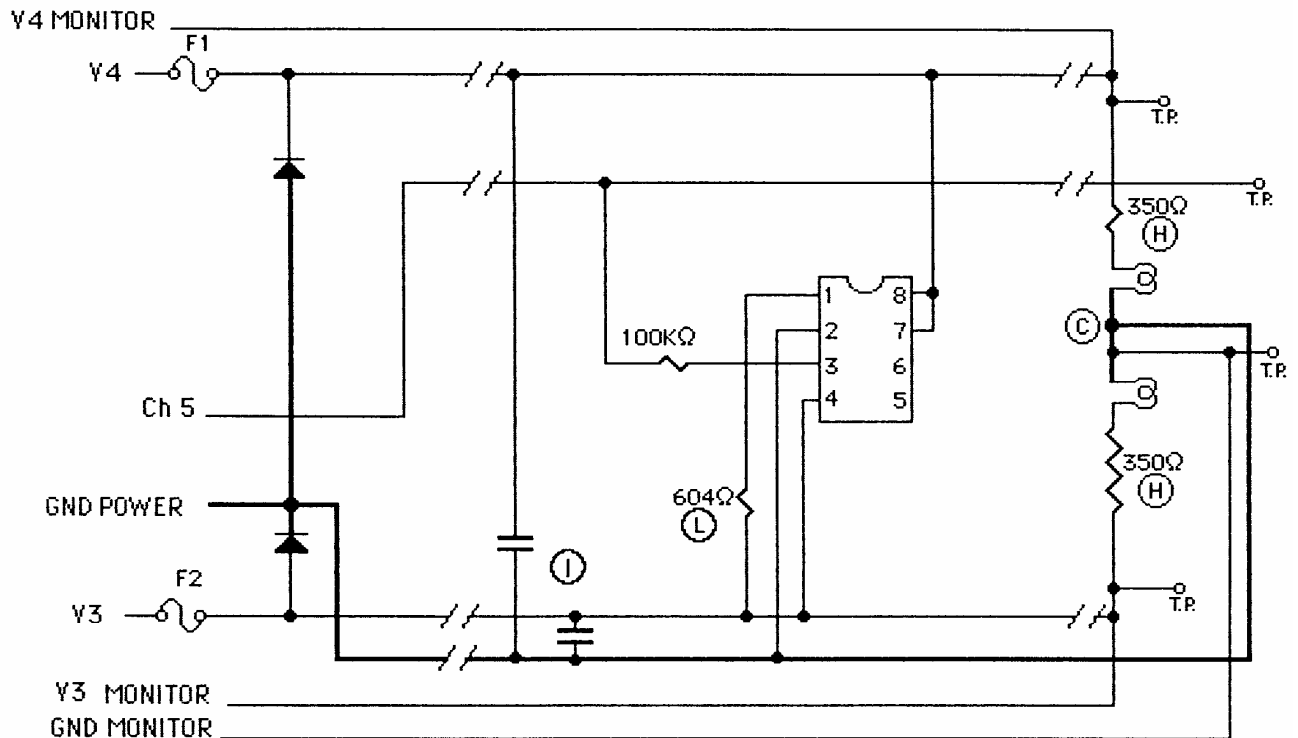 V4 MONITOR
F1
V4
T.P.
T.P.
350Ω
H
1 8
2 7
3 6
4 5
100KΩ
C
T.P.
Ch 5
350Ω
H
604Ω
L
GND POWER
I
F2
V3
T.P.
V3 MONITOR
GND MONITOR